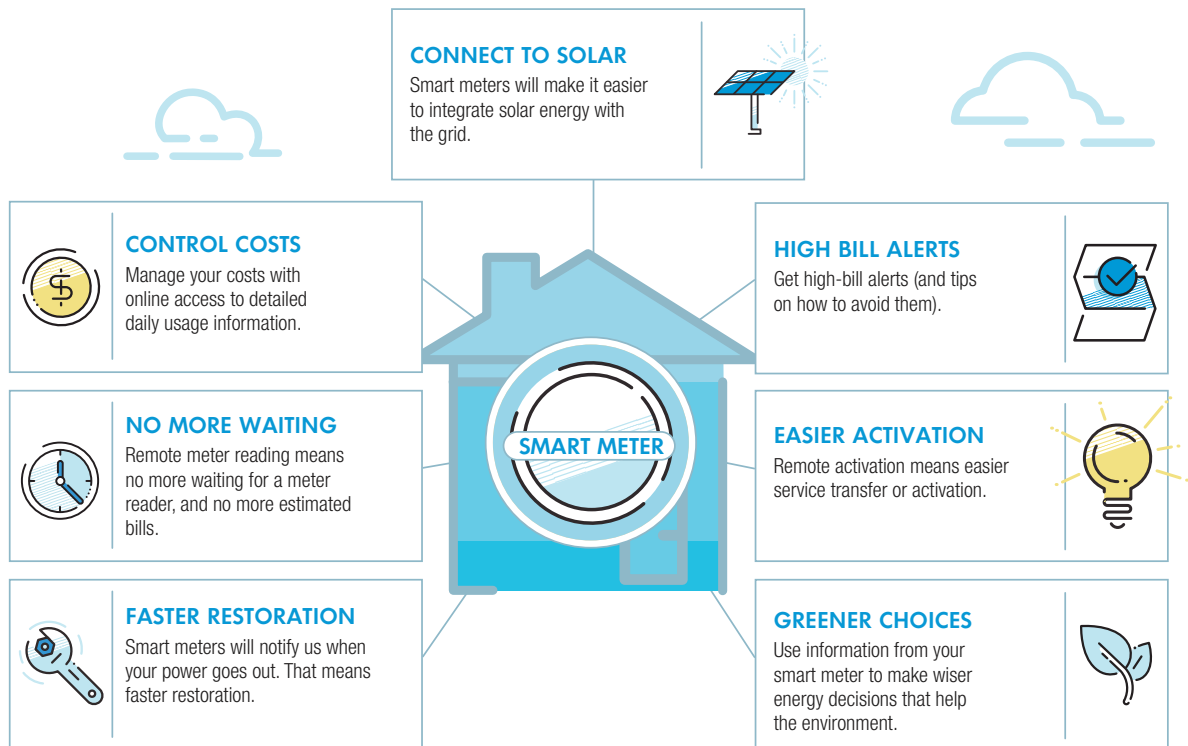 CONNECT TO SOLAR
Smart meters will make it easier
to integrate solar energy with
the grid.
CONTROL COSTS
Manage your costs with
online access to detailed
daily usage information.
HIGH BILL ALERTS
Get high-bill alerts (and tips
on how to avoid them).
NO MORE WAITING
Remote meter reading means
no more waiting for a meter
reader, and no more estimated
bills.
SMART METER
EASIER ACTIVATION
Remote activation means easier
service transfer or activation.
FASTER RESTORATION
Smart meters will notify us when
your power goes out. That means
faster restoration.
GREENER CHOICES
Use information from your
smart meter to make wiser
energy decisions that help
the environment.